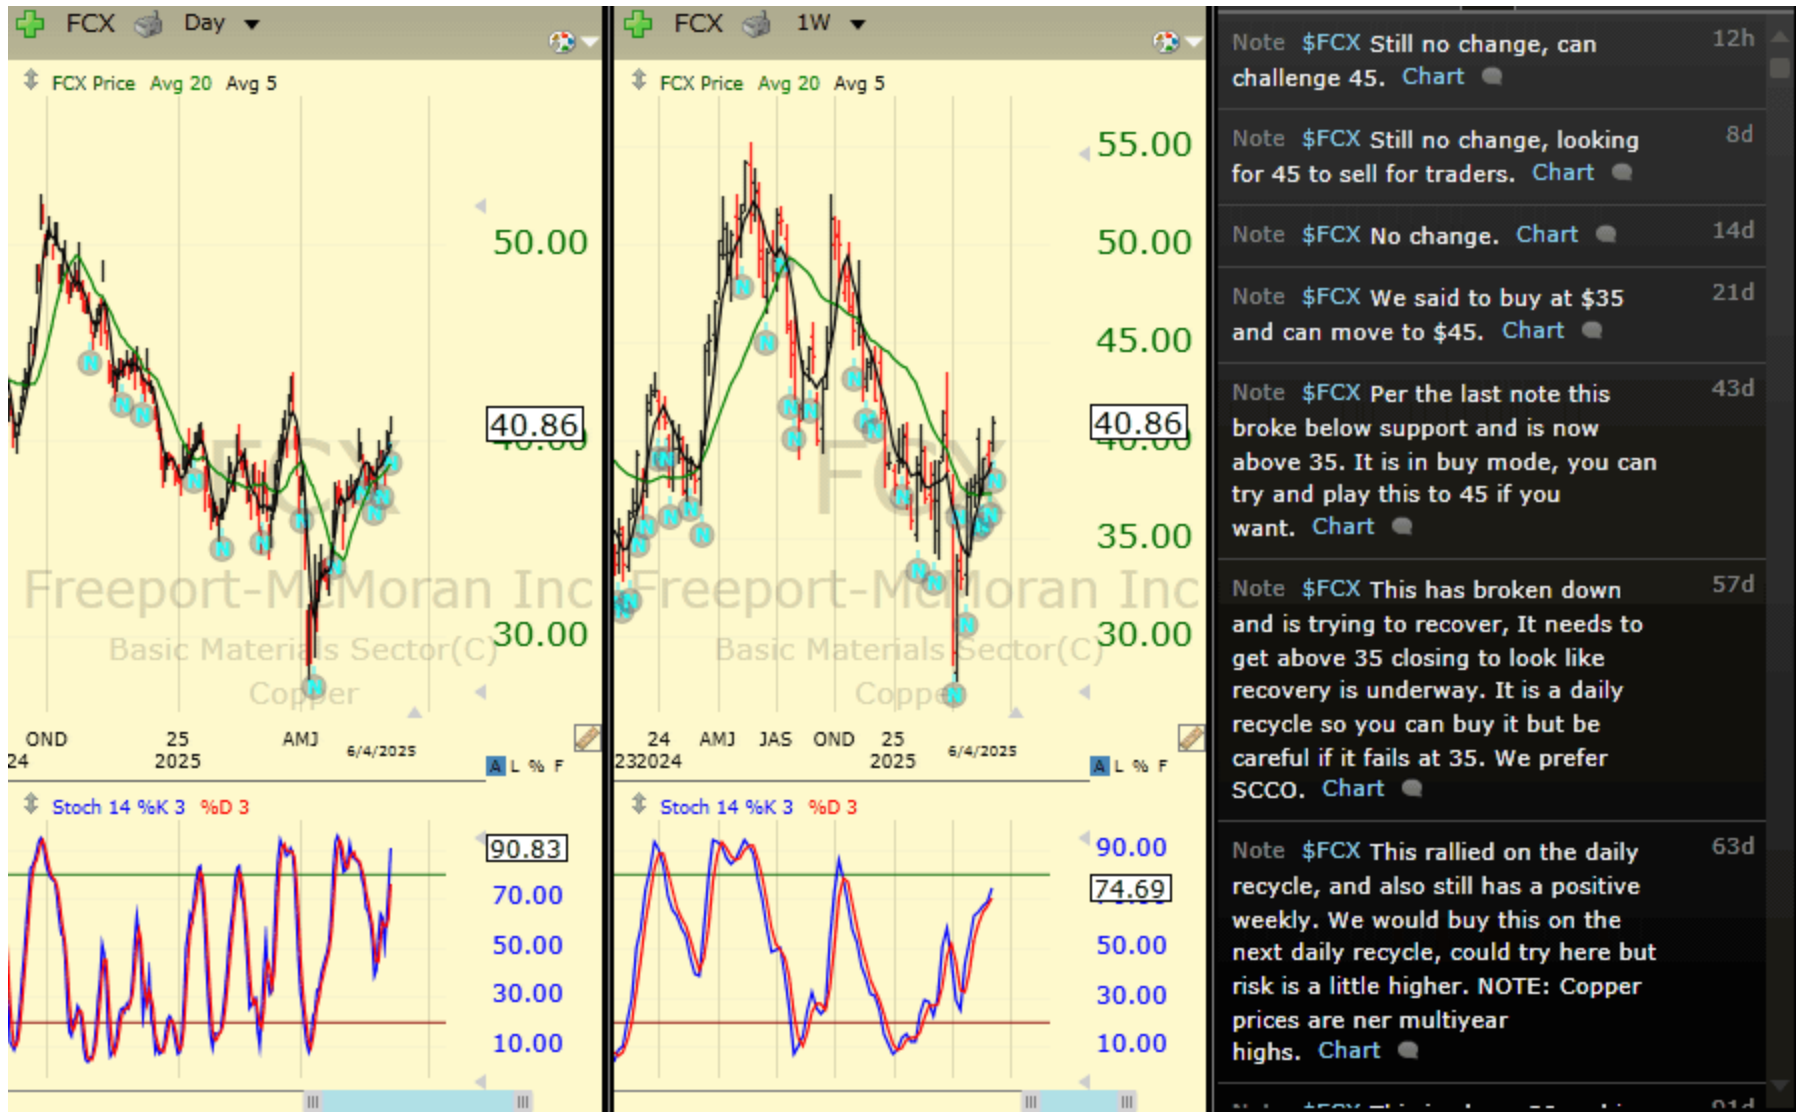 FCX Day
FCX Price Avg 20 Avg 5
50.00
40.86
35.00
30.00
FCX
Freeport-McMoran Inc
Basic Materials Sector(C)
Copper
OND 25 AMJ 6/4/2025
24 2025
A L % F
Stoch 14 %K 3 %D 3
90.83
70.00
50.00
30.00
10.00
FCX 1W
FCX Price Avg 20 Avg 5
55.00
50.00
45.00
40.86
40.00
35.00
30.00
FCX
Freeport-McMoran Inc
Basic Materials Sector(C)
Copper
24 AMJ JAS OND 25 6/4/2025
232024 2025
A L % F
Stoch 14 %K 3 %D 3
90.00
74.69
50.00
30.00
10.00
Note $FCX Still no change, can 12h
challenge 45. Chart
Note $FCX Still no change, looking 8d
for 45 to sell for traders. Chart
Note $FCX No change. Chart 14d
Note $FCX We said to buy at $35 21d
and can move to $45. Chart
Note $FCX Per the last note this 43d
broke below support and is now
above 35. It is in buy mode, you can
try and play this to 45 if you
want. Chart
Note $FCX This has broken down 57d
and is trying to recover, It needs to
get above 35 closing to look like
recovery is underway. It is a daily
recycle so you can buy it but be
careful if it fails at 35. We prefer
SCCO. Chart
Note $FCX This rallied on the daily 63d
recycle, and also still has a positive
weekly. We would buy this on the
next daily recycle, could try here but
risk is a little higher. NOTE: Copper
prices are ner multiyear
highs. Chart